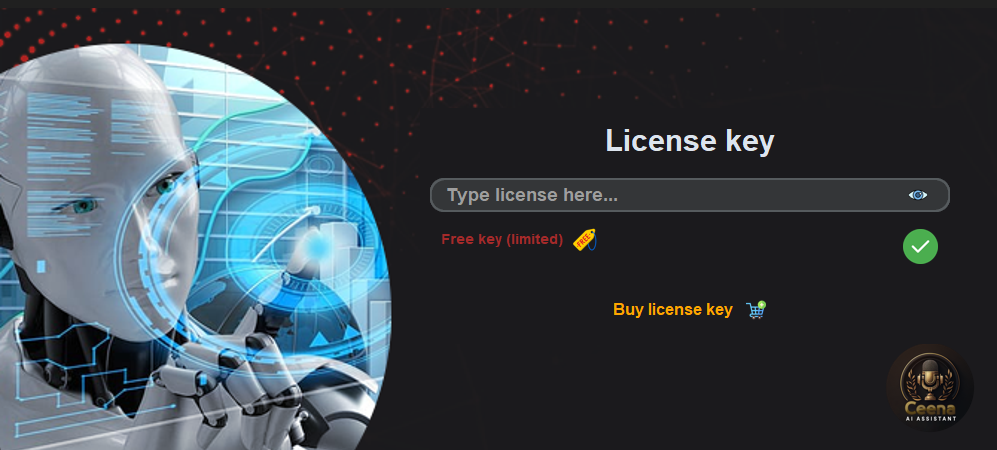 License key
Type license here...
Free key (limited)
FREE
Buy license key
Ceena
AI ASSISTANT